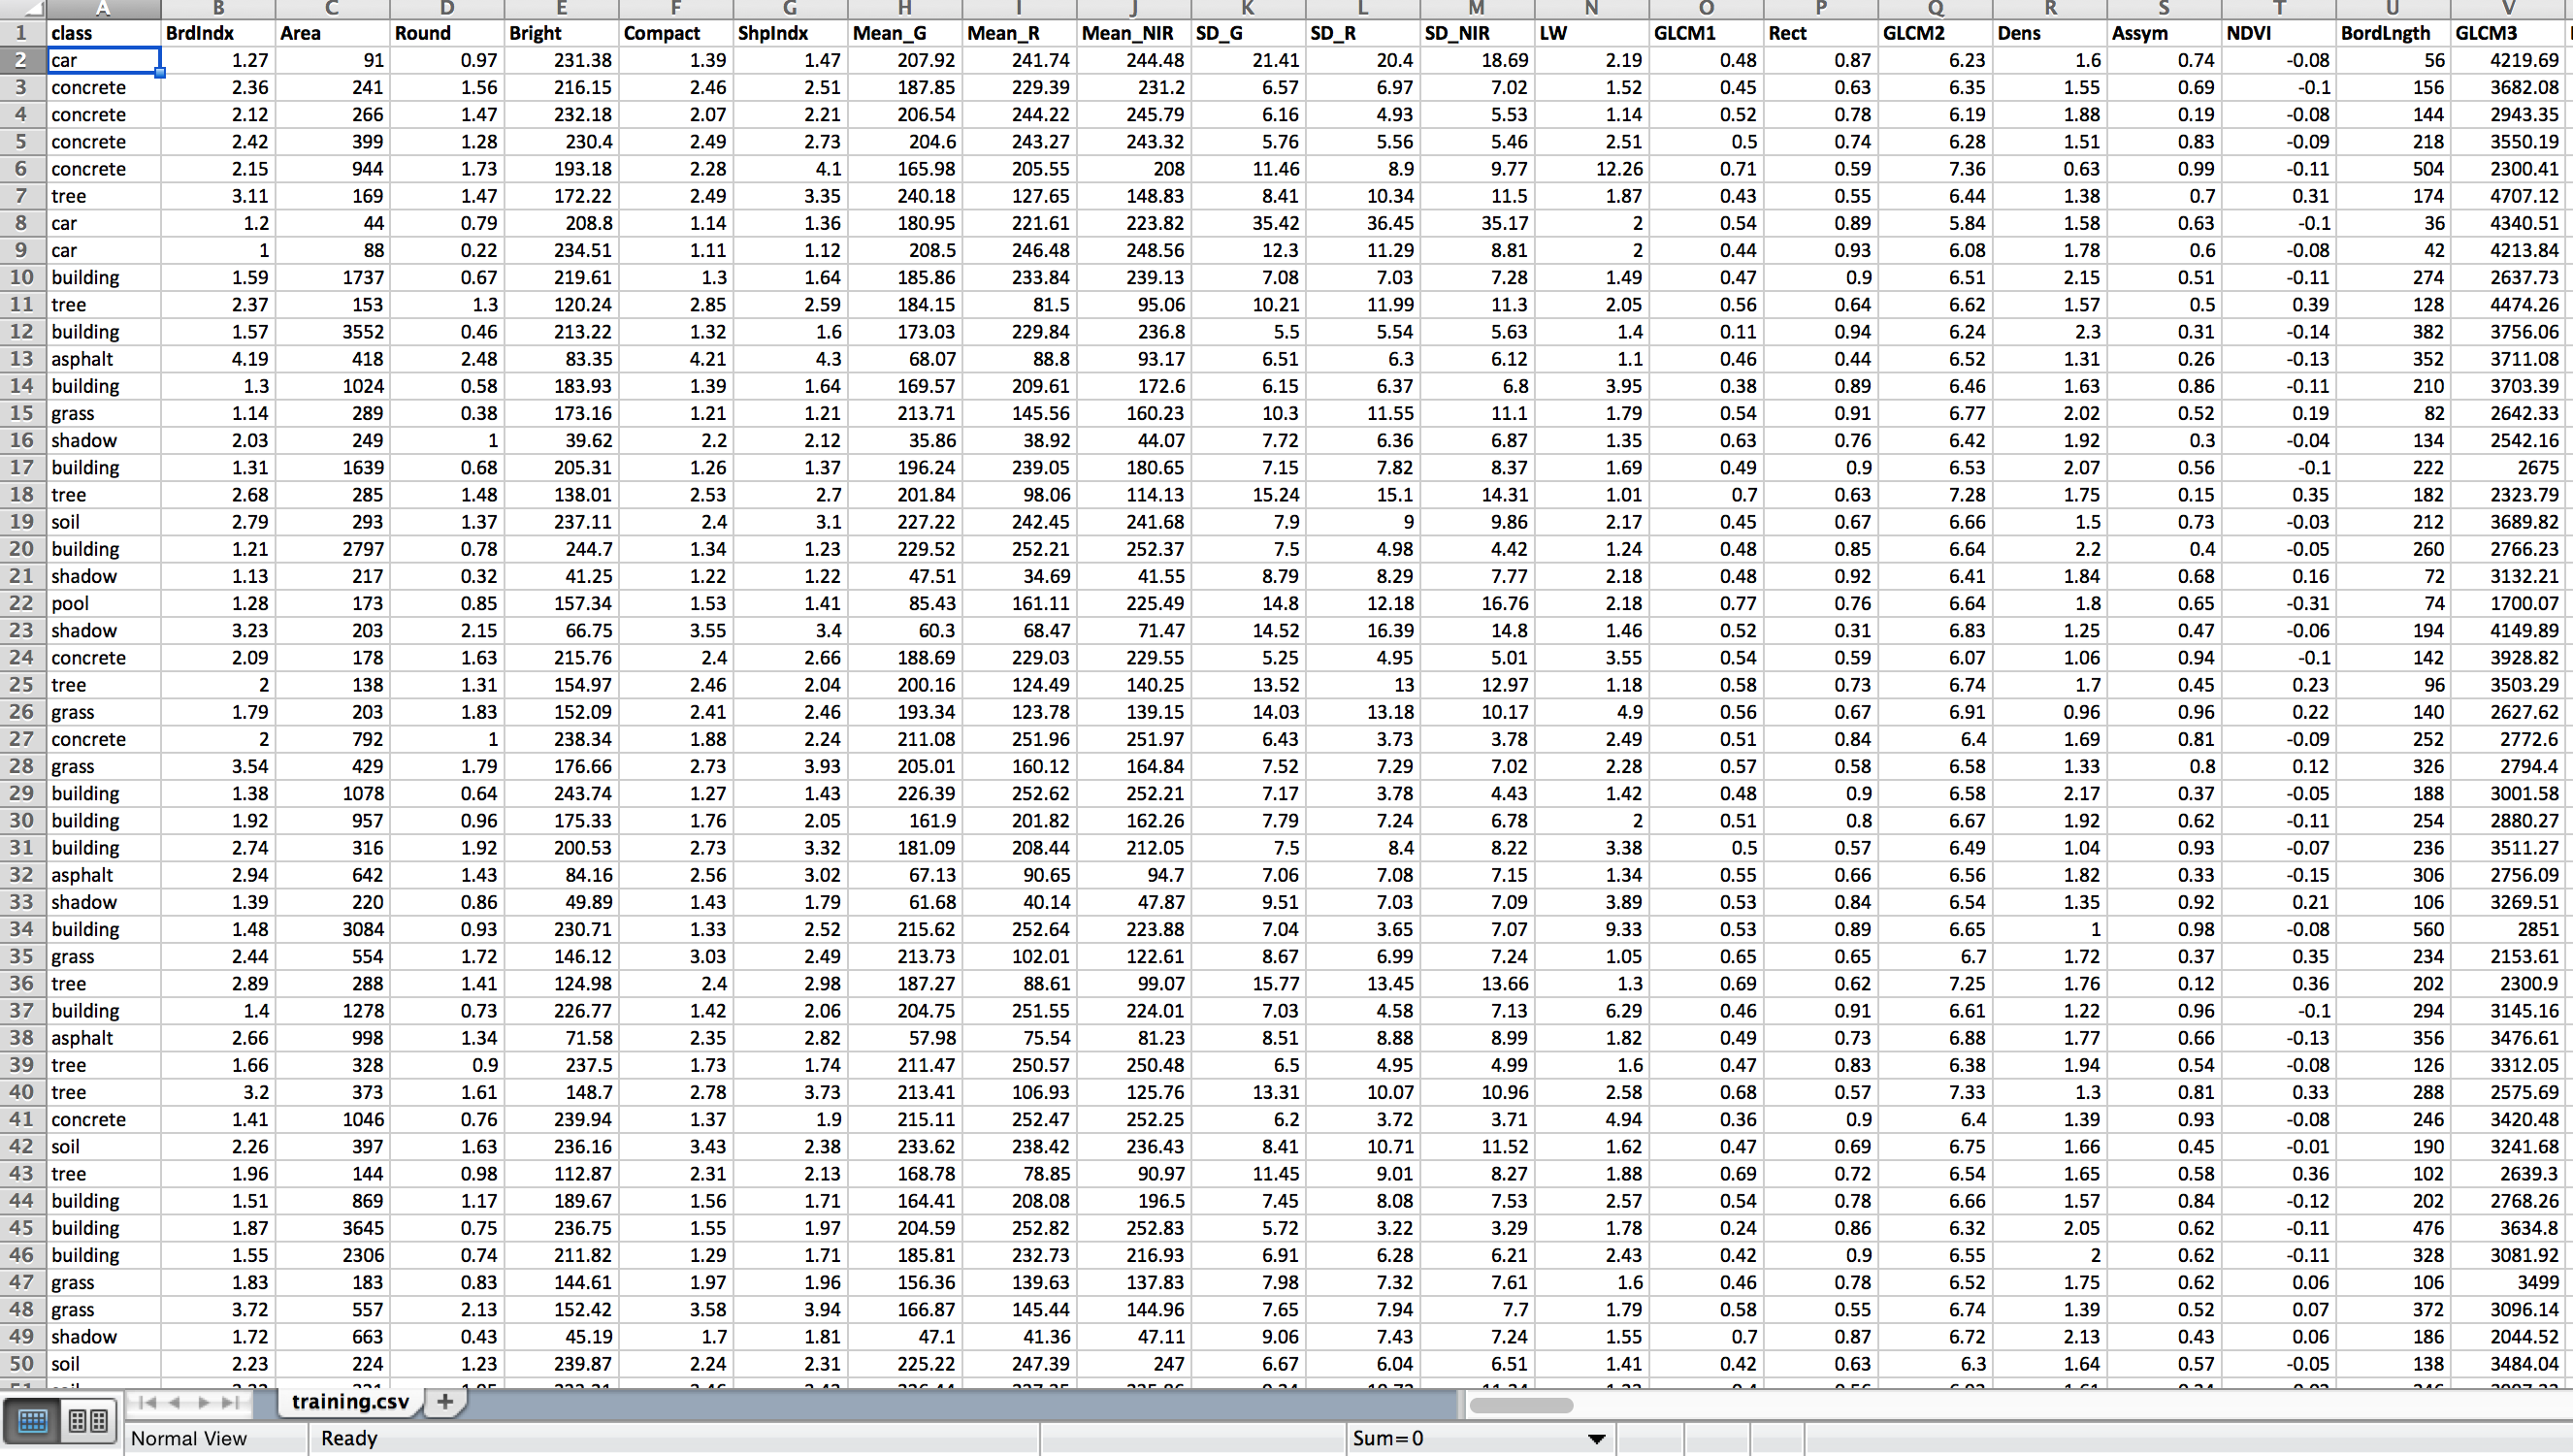 A B C D E F G H I J K L M N O P Q R S T U V
1 class BrdIndx Area Round Bright Compact ShpIndx Mean_G Mean_R Mean_NIR SD_G SD_R SD_NIR LW GLCM1 Rect GLCM2 Dens Assym NDVI BordLngth GLCM3
2 car 1.27 91 0.97 231.38 1.39 1.47 207.92 241.74 244.48 21.41 20.4 18.69 2.19 0.48 0.87 6.23 1.6 0.74 -0.08 56 4219.69
3 concrete 2.36 241 1.56 216.15 2.46 2.51 187.85 229.39 231.2 6.57 6.97 7.02 1.52 0.45 0.63 6.35 1.55 0.69 -0.1 156 3682.08
4 concrete 2.12 266 1.47 232.18 2.07 2.21 206.54 244.22 245.79 6.16 4.93 5.53 1.14 0.52 0.78 6.19 1.88 0.19 -0.08 144 2943.35
5 concrete 2.42 399 1.28 230.4 2.49 2.73 204.6 243.27 243.32 5.76 5.56 5.46 2.51 0.5 0.74 6.28 1.51 0.83 -0.09 218 3550.19
6 concrete 2.15 944 1.73 193.18 2.28 4.1 165.98 205.55 208 11.46 8.9 9.77 12.26 0.71 0.59 7.36 0.63 0.99 -0.11 504 2300.41
7 tree 3.11 169 1.47 172.22 2.49 3.35 240.18 127.65 148.83 8.41 10.34 11.5 1.87 0.43 0.55 6.44 1.38 0.7 0.31 174 4707.12
8 car 1.2 44 0.79 208.8 1.14 1.36 180.95 221.61 223.82 35.42 36.45 35.17 2 0.54 0.89 5.84 1.58 0.63 -0.1 36 4340.51
9 car 1 88 0.22 234.51 1.11 1.12 208.5 246.48 248.56 12.3 11.29 8.81 2 0.44 0.93 6.08 1.78 0.6 -0.08 42 4213.84
10 building 1.59 1737 0.67 219.61 1.3 1.64 185.86 233.84 239.13 7.08 7.03 7.28 1.49 0.47 0.9 6.51 2.15 0.51 -0.11 274 2637.73
11 tree 2.37 153 1.3 120.24 2.85 2.59 184.15 81.5 95.06 10.21 11.99 11.3 2.05 0.56 0.64 6.62 1.57 0.5 0.39 128 4474.26
12 building 1.57 3552 0.46 213.22 1.32 1.6 173.03 229.84 236.8 5.5 5.54 5.63 1.4 0.11 0.94 6.24 2.3 0.31 -0.14 382 3756.06
13 asphalt 4.19 418 2.48 83.35 4.21 4.3 68.07 88.8 93.17 6.51 6.3 6.12 1.1 0.46 0.44 6.52 1.31 0.26 -0.13 352 3711.08
14 building 1.3 1024 0.58 183.93 1.39 1.64 169.57 209.61 172.6 6.15 6.37 6.8 3.95 0.38 0.89 6.46 1.63 0.86 -0.11 210 3703.39
15 grass 1.14 289 0.38 173.16 1.21 1.21 213.71 145.56 160.23 10.3 11.55 11.1 1.79 0.54 0.91 6.77 2.02 0.52 0.19 82 2642.33
16 shadow 2.03 249 1 39.62 2.2 2.12 35.86 38.92 44.07 7.72 6.36 6.87 1.35 0.63 0.76 6.42 1.92 0.3 -0.04 134 2542.16
17 building 1.31 1639 0.68 205.31 1.26 1.37 196.24 239.05 180.65 7.15 7.82 8.37 1.69 0.49 0.9 6.53 2.07 0.56 -0.1 222 2675
18 tree 2.68 285 1.48 138.01 2.53 2.7 201.84 98.06 114.13 15.24 15.1 14.31 1.01 0.7 0.63 7.28 1.75 0.15 0.35 182 2323.79
19 soil 2.79 293 1.37 237.11 2.4 3.1 227.22 242.45 241.68 7.9 9 9.86 2.17 0.45 0.67 6.66 1.5 0.73 -0.03 212 3689.82
20 building 1.21 2797 0.78 244.7 1.34 1.23 229.52 252.21 252.37 7.5 4.98 4.42 1.24 0.48 0.85 6.64 2.2 0.4 -0.05 260 2766.23
21 shadow 1.13 217 0.32 41.25 1.22 1.22 47.51 34.69 41.55 8.79 8.29 7.77 2.18 0.48 0.92 6.41 1.84 0.68 0.16 72 3132.21
22 pool 1.28 173 0.85 157.34 1.53 1.41 85.43 161.11 225.49 14.8 12.18 16.76 2.18 0.77 0.76 6.64 1.8 0.65 -0.31 74 1700.07
23 shadow 3.23 203 2.15 66.75 3.55 3.4 60.3 68.47 71.47 14.52 16.39 14.8 1.46 0.52 0.31 6.83 1.25 0.47 -0.06 194 4149.89
24 concrete 2.09 178 1.63 215.76 2.4 2.66 188.69 229.03 229.55 5.25 4.95 5.01 3.55 0.54 0.59 6.07 1.06 0.94 -0.1 142 3928.82
25 tree 2 138 1.31 154.97 2.46 2.04 200.16 124.49 140.25 13.52 13 12.97 1.18 0.58 0.73 6.74 1.7 0.45 0.23 96 3503.29
26 grass 1.79 203 1.83 152.09 2.41 2.46 193.34 123.78 139.15 14.03 13.18 10.17 4.9 0.56 0.67 6.91 0.96 0.96 0.22 140 2627.62
27 concrete 2 792 1 238.34 1.88 2.24 211.08 251.96 251.97 6.43 3.73 3.78 2.49 0.51 0.84 6.4 1.69 0.81 -0.09 252 2772.6
28 grass 3.54 429 1.79 176.66 2.73 3.93 205.01 160.12 164.84 7.52 7.29 7.02 2.28 0.57 0.58 6.58 1.33 0.8 0.12 326 2794.4
29 building 1.38 1078 0.64 243.74 1.27 1.43 226.39 252.62 252.21 7.17 3.78 4.43 1.42 0.48 0.9 6.58 2.17 0.37 -0.05 188 3001.58
30 building 1.92 957 0.96 175.33 1.76 2.05 161.9 201.82 162.26 7.79 7.24 6.78 2 0.51 0.8 6.67 1.92 0.62 -0.11 254 2880.27
31 building 2.74 316 1.92 200.53 2.73 3.32 181.09 208.44 212.05 7.5 8.4 8.22 3.38 0.5 0.57 6.49 1.04 0.93 -0.07 236 3511.27
32 asphalt 2.94 642 1.43 84.16 2.56 3.02 67.13 90.65 94.7 7.06 7.08 7.15 1.34 0.55 0.66 6.56 1.82 0.33 -0.15 306 2756.09
33 shadow 1.39 220 0.86 49.89 1.43 1.79 61.68 40.14 47.87 9.51 7.03 7.09 3.89 0.53 0.84 6.54 1.35 0.92 0.21 106 3269.51
34 building 1.48 3084 0.93 230.71 1.33 2.52 215.62 252.64 223.88 7.04 3.65 7.07 9.33 0.53 0.89 6.65 1 0.98 -0.08 560 2851
35 grass 2.44 554 1.72 146.12 3.03 2.49 213.73 102.01 122.61 8.67 6.99 7.24 1.05 0.65 0.65 6.7 1.72 0.37 0.35 234 2153.61
36 tree 2.89 288 1.41 124.98 2.4 2.98 187.27 88.61 99.07 15.77 13.45 13.66 1.3 0.69 0.62 7.25 1.76 0.12 0.36 202 2300.9
37 building 1.4 1278 0.73 226.77 1.42 2.06 204.75 251.55 224.01 7.03 4.58 7.13 6.29 0.46 0.91 6.61 1.22 0.96 -0.1 294 3145.16
38 asphalt 2.66 998 1.34 71.58 2.35 2.82 57.98 75.54 81.23 8.51 8.88 8.99 1.82 0.49 0.73 6.88 1.77 0.66 -0.13 356 3476.61
39 tree 1.66 328 0.9 237.5 1.73 1.74 211.47 250.57 250.48 6.5 4.95 4.99 1.6 0.47 0.83 6.38 1.94 0.54 -0.08 126 3312.05
40 tree 3.2 373 1.61 148.7 2.78 3.73 213.41 106.93 125.76 13.31 10.07 10.96 2.58 0.68 0.57 7.33 1.3 0.81 0.33 288 2575.69
41 concrete 1.41 1046 0.76 239.94 1.37 1.9 215.11 252.47 252.25 6.2 3.72 3.71 4.94 0.36 0.9 6.4 1.39 0.93 -0.08 246 3420.48
42 soil 2.26 397 1.63 236.16 3.43 2.38 233.62 238.42 236.43 8.41 10.71 11.52 1.62 0.47 0.69 6.75 1.66 0.45 -0.01 190 3241.68
43 tree 1.96 144 0.98 112.87 2.31 2.13 168.78 78.85 90.97 11.45 9.01 8.27 1.88 0.69 0.72 6.54 1.65 0.58 0.36 102 2639.3
44 building 1.51 869 1.17 189.67 1.56 1.71 164.41 208.08 196.5 7.45 8.08 7.53 2.57 0.54 0.78 6.66 1.57 0.84 -0.12 202 2768.26
45 building 1.87 3645 0.75 236.75 1.55 1.97 204.59 252.82 252.83 5.72 3.22 3.29 1.78 0.24 0.86 6.32 2.05 0.62 -0.11 476 3634.8
46 building 1.55 2306 0.74 211.82 1.29 1.71 185.81 232.73 216.93 6.91 6.28 6.21 2.43 0.42 0.9 6.55 2 0.62 -0.11 328 3081.92
47 grass 1.83 183 0.83 144.61 1.97 1.96 156.36 139.63 137.83 7.98 7.32 7.61 1.6 0.46 0.78 6.52 1.75 0.62 0.06 106 3499
48 grass 3.72 557 2.13 152.42 3.58 3.94 166.87 145.44 144.96 7.65 7.94 7.7 1.79 0.58 0.55 6.74 1.39 0.52 0.07 372 3096.14
49 shadow 1.72 663 0.43 45.19 1.7 1.81 47.1 41.36 47.11 9.06 7.43 7.24 1.55 0.7 0.87 6.72 2.13 0.43 0.06 186 2044.52
50 soil 2.23 224 1.23 239.87 2.24 2.31 225.22 247.39 247 6.67 6.04 6.51 1.41 0.42 0.63 6.3 1.64 0.57 -0.05 138 3484.04
training.csv
Normal View Ready Sum=0